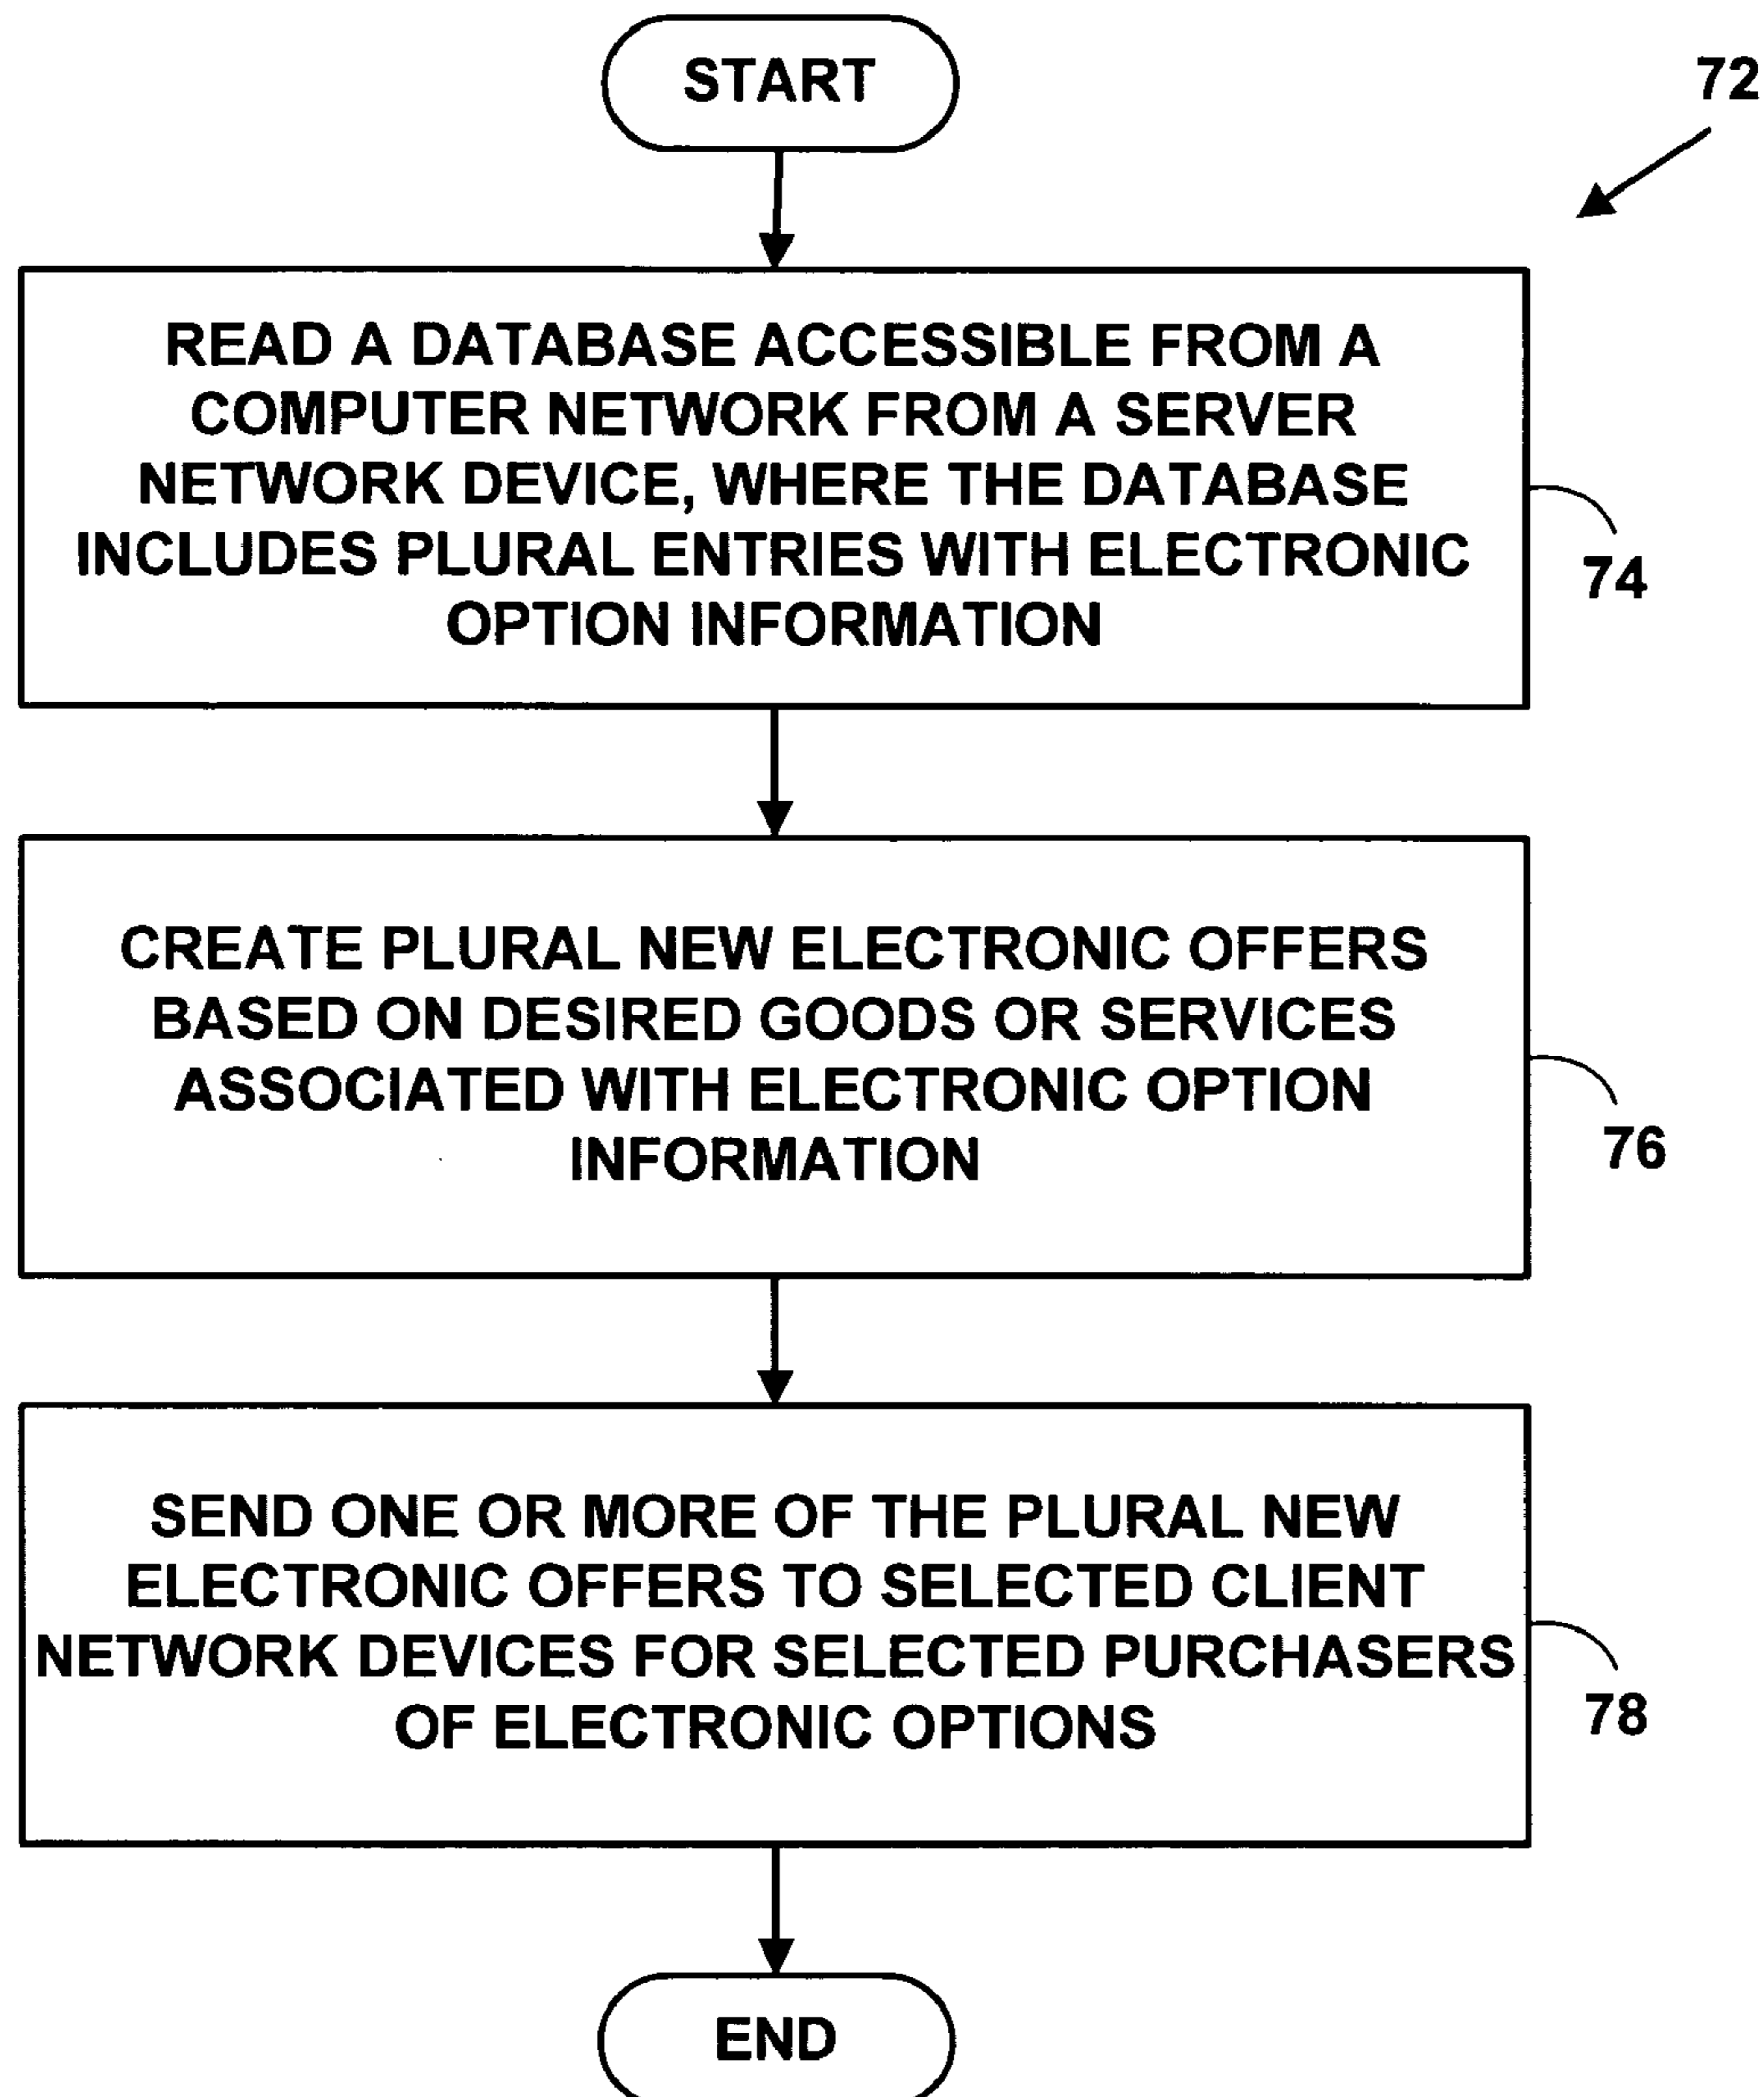 START
72
READ A DATABASE ACCESSIBLE FROM A
COMPUTER NETWORK FROM A SERVER
NETWORK DEVICE, WHERE THE DATABASE
INCLUDES PLURAL ENTRIES WITH ELECTRONIC
OPTION INFORMATION
74
CREATE PLURAL NEW ELECTRONIC OFFERS
BASED ON DESIRED GOODS OR SERVICES
ASSOCIATED WITH ELECTRONIC OPTION
INFORMATION
76
SEND ONE OR MORE OF THE PLURAL NEW
ELECTRONIC OFFERS TO SELECTED CLIENT
NETWORK DEVICES FOR SELECTED PURCHASERS
OF ELECTRONIC OPTIONS
78
END